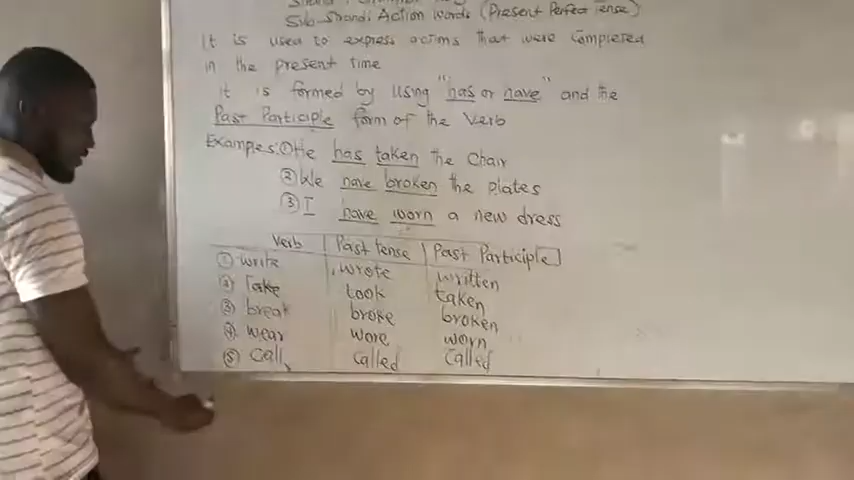 Sub-Strand: Action Words (Present Perfect Tense)
It is used to express actions that were completed
in the present time
It is formed by using "has or have" and the
Past Participle form of the Verb
Exampes: ① He has taken the Chair
② We have broken the plates
③ I have worn a new dress
Verb | Past tense | Past Participle
① write wrote written
② Take took taken
③ break broke broken
④ wear wore worn
⑤ Call called called